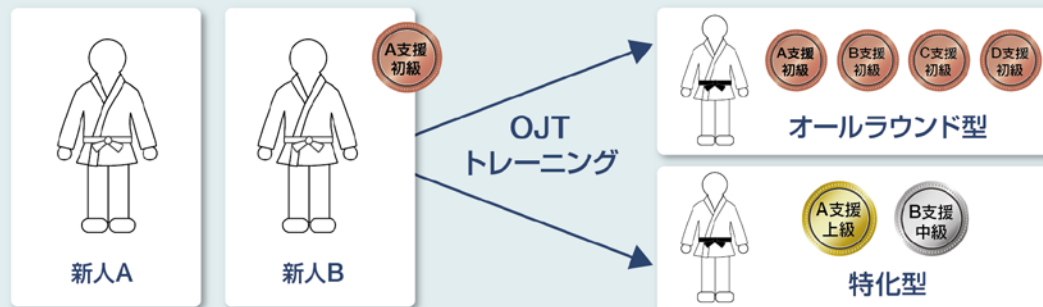 新人A
A支援
初級
新人B
OJT
トレーニング
A支援
初級
B支援
初級
C支援
初級
D支援
初級
オールラウンド型
A支援
上級
B支援
中級
特化型